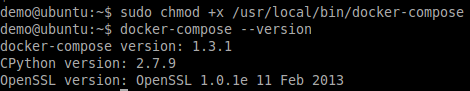 demo@ubuntu:~$ sudo chmod +x /usr/local/bin/docker-compose
demo@ubuntu:~$ docker-compose --version
docker-compose version: 1.3.1
CPython version: 2.7.9
OpenSSL version: OpenSSL 1.0.1e 11 Feb 2013